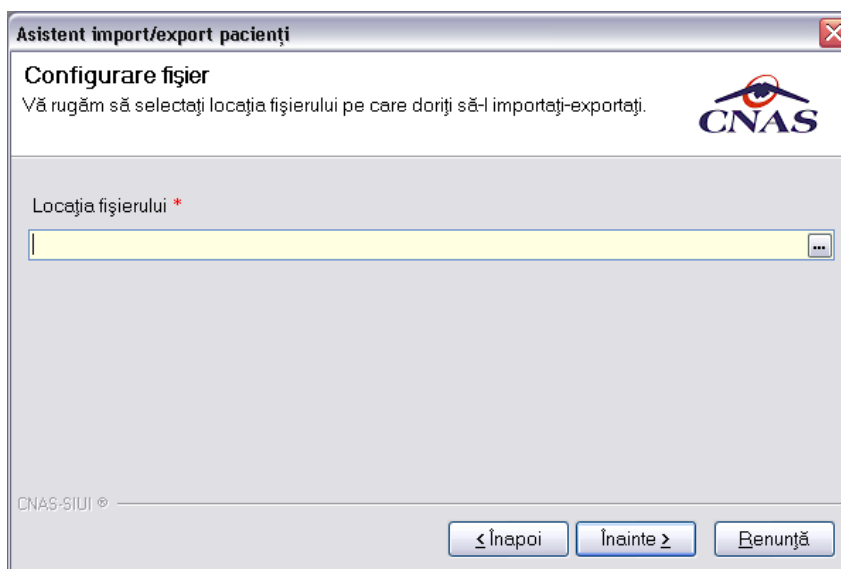 Asistent import/export pacienți
Configurare fişier
Vă rugăm să selectați locația fişierului pe care doriți să-l importați-exportați.
CNAS
Locația fişierului *
...
CNAS-SIUI ®
< Înapoi
Înainte >
Renunță